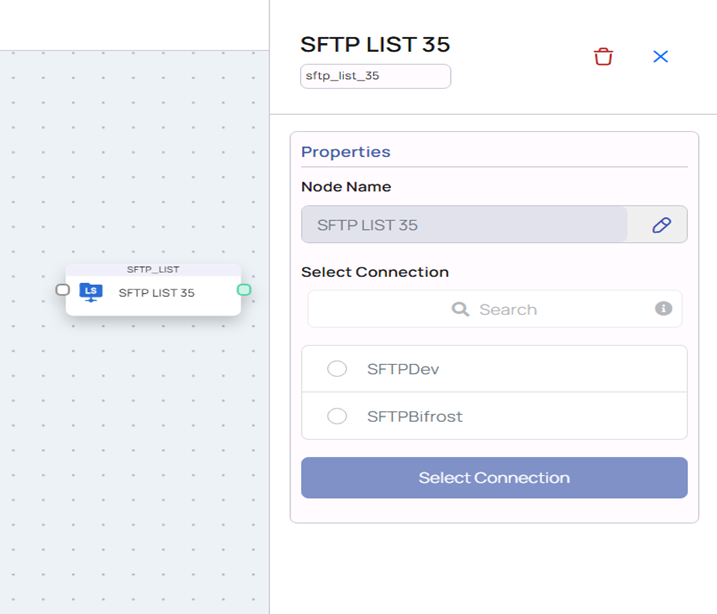 SFTP LIST 35
sftp_list_35
Properties
Node Name
SFTP LIST 35
Select Connection
Search
SFTPDev
SFTPBifrost
Select Connection
SFTP_LIST
LS
SFTP LIST 35